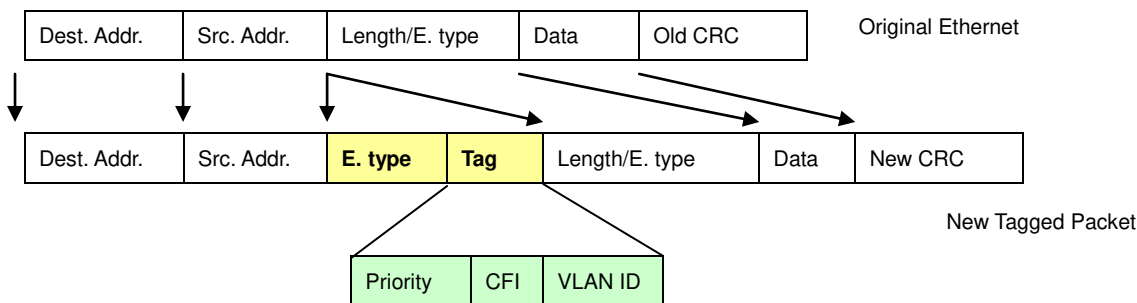 Dest. Addr. Src. Addr. Length/E. type Data Old CRC Original Ethernet
Dest. Addr. Src. Addr. E. type Tag Length/E. type Data New CRC
New Tagged Packet
Priority CFI VLAN ID